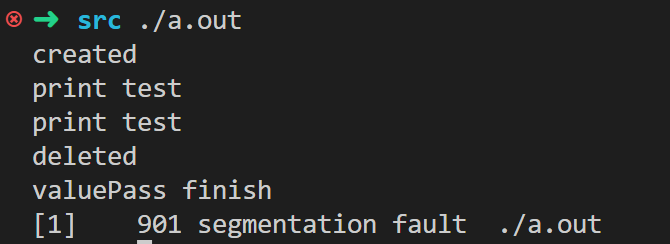 ➜ src ./a.out
created
print test
print test
deleted
valuePass finish
[1]    901 segmentation fault  ./a.out